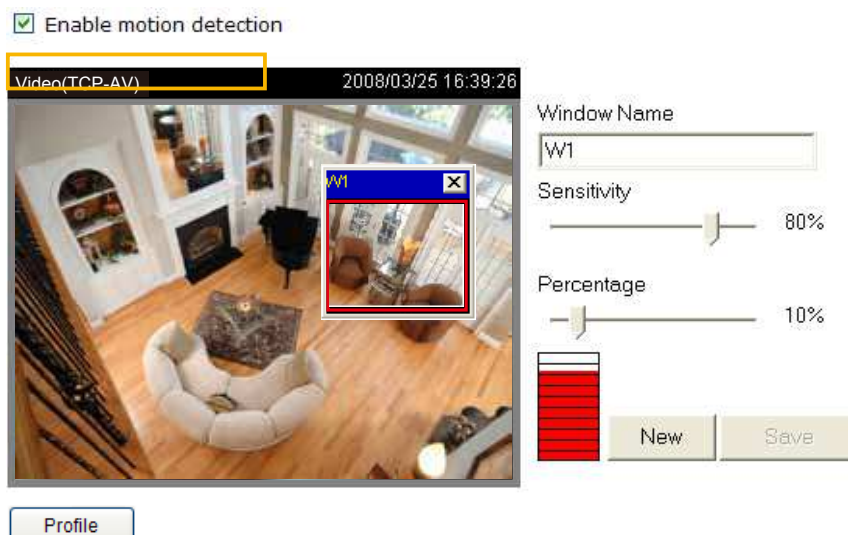 Enable motion detection
Video(TCP-AV) 2008/03/25 16:39:26
Window Name
W1
W1
Sensitivity
80%
Percentage
10%
New Save
Profile